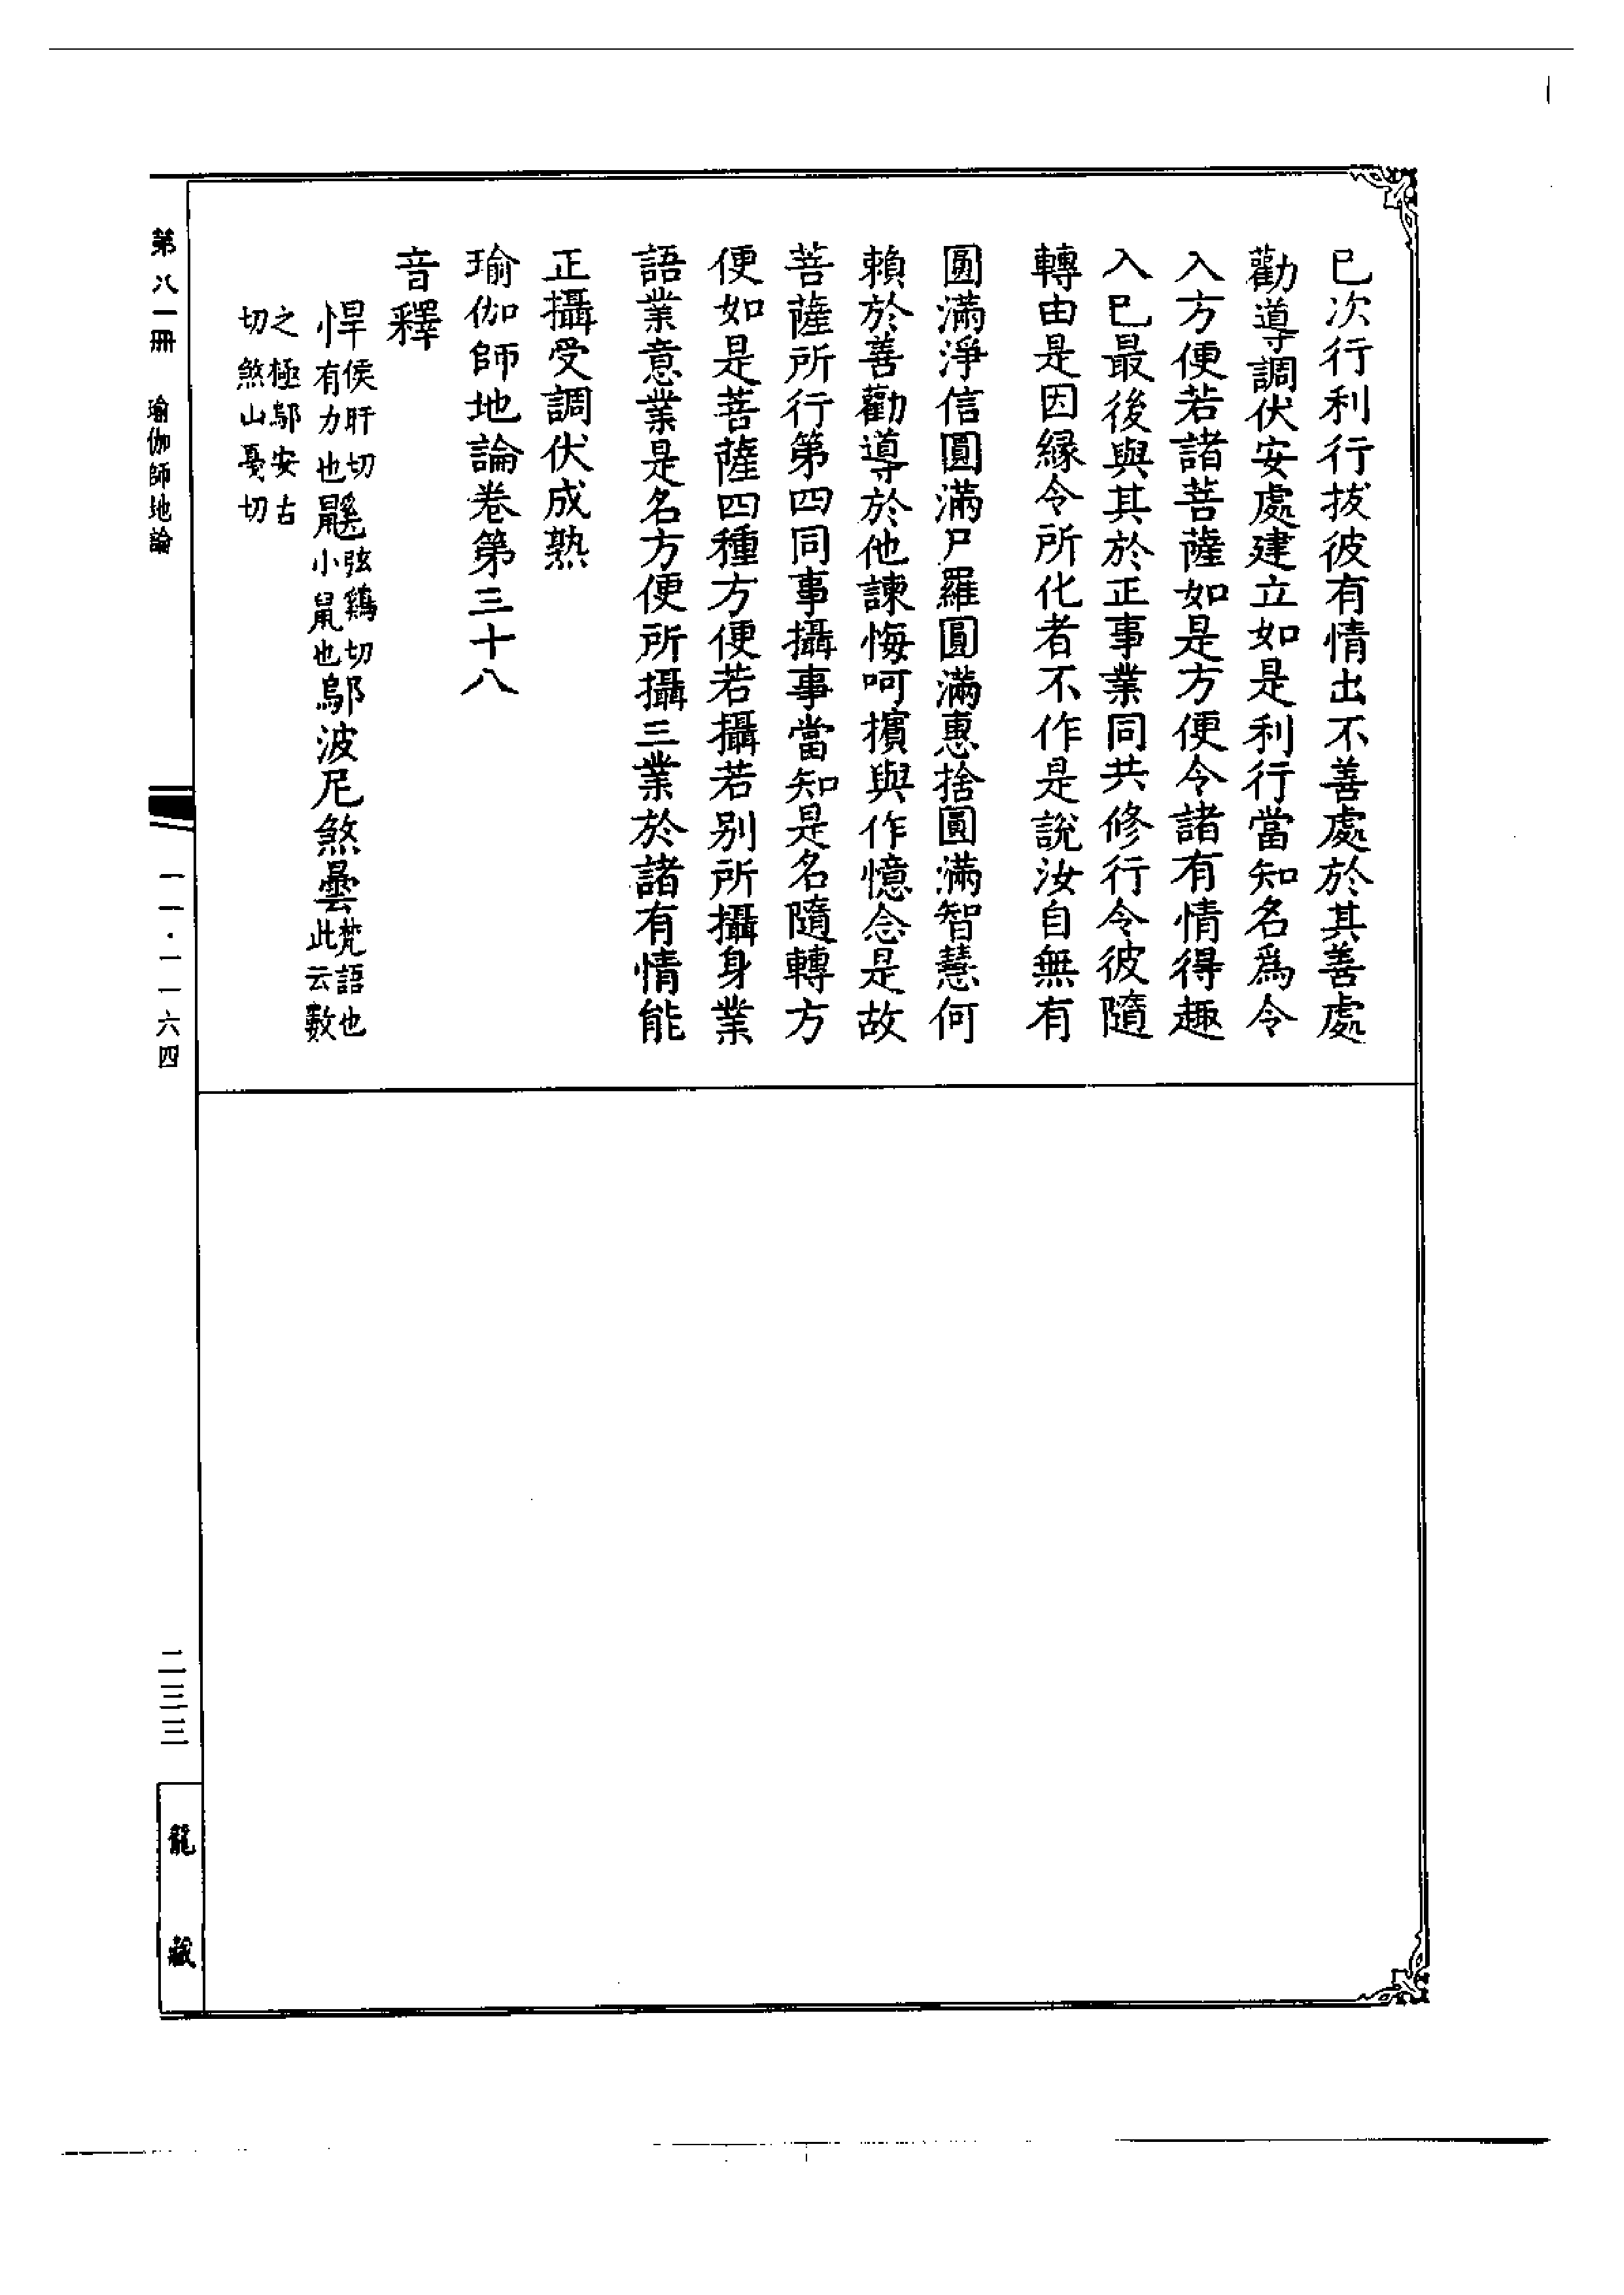 已次行利行拔彼有情出不善處於其善處
勸導調伏安處建立如是利行當知名爲令
入方便若諸菩薩如是方便令諸有情得趣
入已最後與其於正事業同共修行令彼隨
轉由是因緣令所化者不作是說汝自無有
圓滿淨信圓滿尸羅圓滿惠捨圓滿智慧何
賴於善勸導於他諫悔呵擯與作憶念是故
菩薩所行第四同事攝事當知是名隨轉方
便如是菩薩四種方便若攝若別所攝身業
語業意業是名方便所攝三業於諸有情能
正攝受調伏成熟
瑜伽師地論卷第三十八
音釋
悍侯旰切有力也鼷弦鷄切小鼠也鄔波尼煞曇梵語也此云數
之極鄔安古切煞山戛切
第八一冊 瑜伽師地論
一一·一一六四
二三三
龍藏